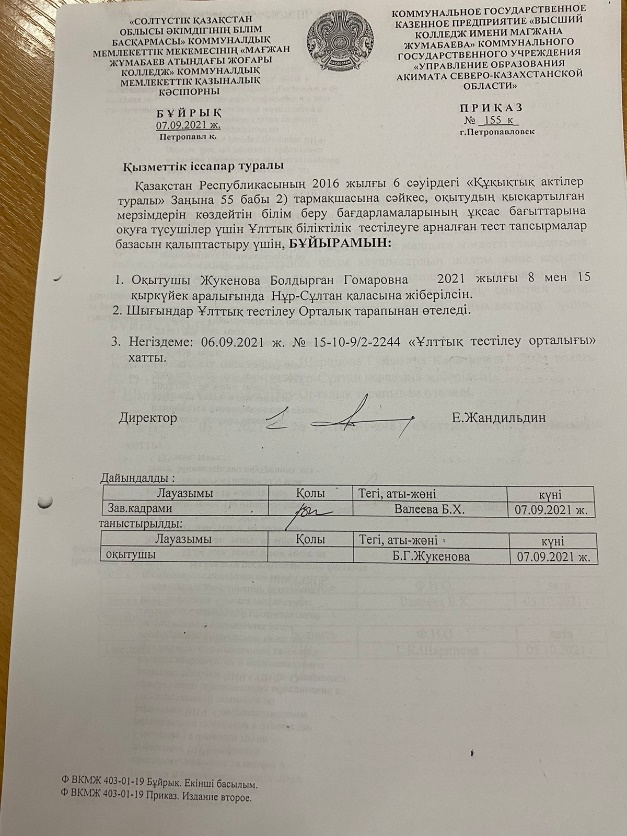 «СОЛТҮСТІК ҚАЗАҚСТАН
ОБЛЫСЫ ӘКІМДІГІНІҢ БІЛІМ
БАСҚАРМАСЫ» КОММУНАЛДЫҚ
МЕМЛЕКЕТТІК МЕКЕМЕСІНІҢ «МАҒЖАН
ЖҰМАБАЕВ АТЫНДАҒЫ ЖОҒАРЫ
КОЛЛЕДЖ» КОММУНАЛДЫҚ
МЕМЛЕКЕТТІК ҚАЗЫНАЛЫҚ
КӘСІПОРНЫ
БҰЙРЫҚ
07.09.2021 ж.
Петропавл қ.
КОММУНАЛЬНОЕ ГОСУДАРСТВЕННОЕ
КАЗЕННОЕ ПРЕДПРИЯТИЕ «ВЫСШИЙ
КОЛЛЕДЖ ИМЕНИ МАГЖАНА
ЖУМАБАЕВА» КОММУНАЛЬНОГО
ГОСУДАРСТВЕННОГО УЧРЕЖДЕНИЯ
«УПРАВЛЕНИЕ ОБРАЗОВАНИЯ
АКИМАТА СЕВЕРО-КАЗАХСТАНСКОЙ
ОБЛАСТИ»
ПРИКАЗ
№ 155 к
г.Петропавловск
Қызметтік іссапар туралы
Қазақстан Республикасының 2016 жылғы 6 сәуірдегі «Құқықтық актілер
туралы» Заңына 55 бабы 2) тармақшасына сәйкес, оқытудың қысқартылған
мерзімдерін көздейтін білім беру бағдарламаларының ұқсас бағыттарына
оқуға түсушілер үшін Ұлттық біліктілік тестілеуге арналған тест тапсырмалар
базасын қалыптастыру үшін, БҰЙЫРАМЫН:
1. Оқытушы Жукенова Болдырган Гомаровна 2021 жылғы 8 мен 15
қыркүйек аралығында Нұр-Сұлтан қаласына жіберілсін.
2. Шығындар Ұлттық тестілеу Орталық тарапынан өтеледі.
3. Негіздеме: 06.09.2021 ж. № 15-10-9/2-2244 «Ұлттық тестілеу орталығы»
хатты.
Директор Е.Жандильдин
Дайындалды :
Лауазымы Қолы Тегі, аты-жөні күні
Зав.кадрами Валеева Б.Х. 07.09.2021 ж.
таныстырылды:
Лауазымы Қолы Тегі, аты-жөні күні
оқытушы Б.Г.Жукенова 07.09.2021 ж.
Ф ВКМЖ 403-01-19 Бұйрық. Екінші басылым.
Ф ВКМЖ 403-01-19 Приказ. Издание второе.